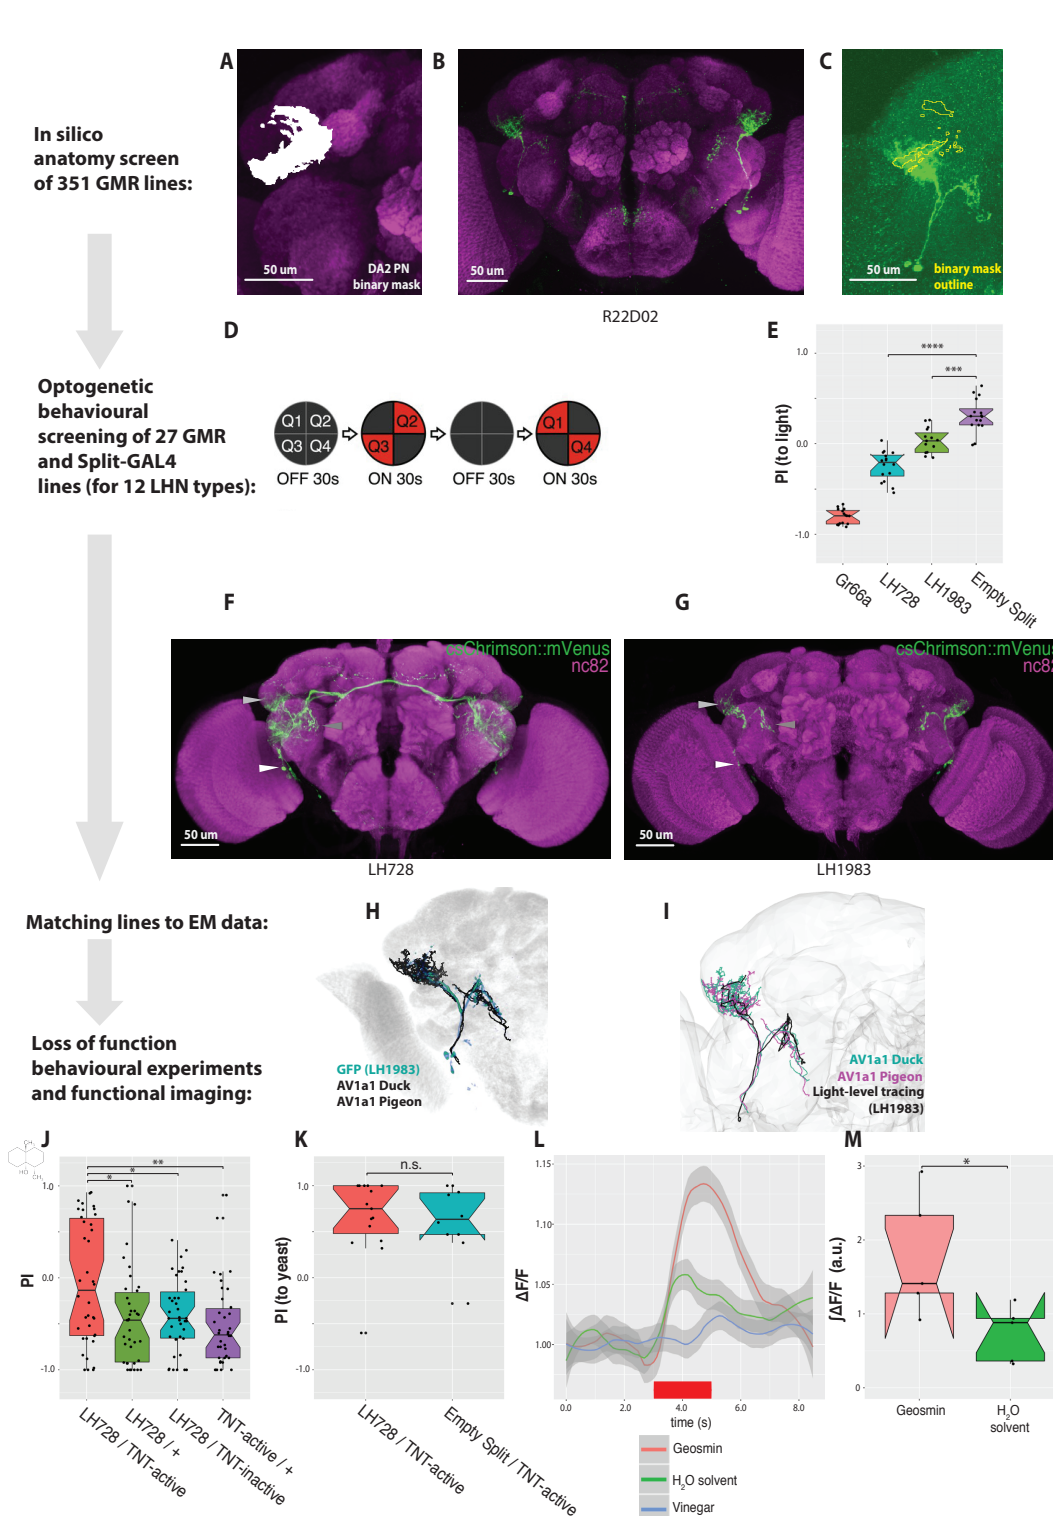 A
B
C
In silico
anatomy screen
of 351 GMR lines:
50 um
DA2 PN
binary mask
50 um
50 um
binary mask
outline
R22D02
D
E
Optogenetic
behavioural
screening of 27 GMR
and Split-GAL4
lines (for 12 LHN types):
Q1 Q2
Q3 Q4
Q2
Q3
Q1
Q4
OFF 30s
ON 30s
OFF 30s
ON 30s
PI (to light)
1.0
0.0
-1.0
****
***
Gr66a
LH728
LH1983
Empty Split
F
G
csChrimson::mVenus
nc82
50 um
LH728
csChrimson::mVenus
nc82
50 um
LH1983
Matching lines to EM data:
H
I
GFP (LH1983)
AV1a1 Duck
AV1a1 Pigeon
AV1a1 Duck
AV1a1 Pigeon
Light-level tracing
(LH1983)
Loss of function
behavioural experiments
and functional imaging:
J
K
L
M
PI
1.0
0.0
-1.0
**
*
*
LH728 / TNT-active
LH728 / +
LH728 / TNT-inactive
TNT-active / +
PI (to yeast)
1.0
0.0
-1.0
n.s.
LH728 / TNT-active
Empty Split / TNT-active
ΔF/F
1.15
1.10
1.05
1.00
0.0 2.0 4.0 6.0 8.0
time (s)
Geosmin
H2O solvent
Vinegar
∫ΔF/F (a.u.)
3
2
1
0
*
Geosmin
H2O
solvent